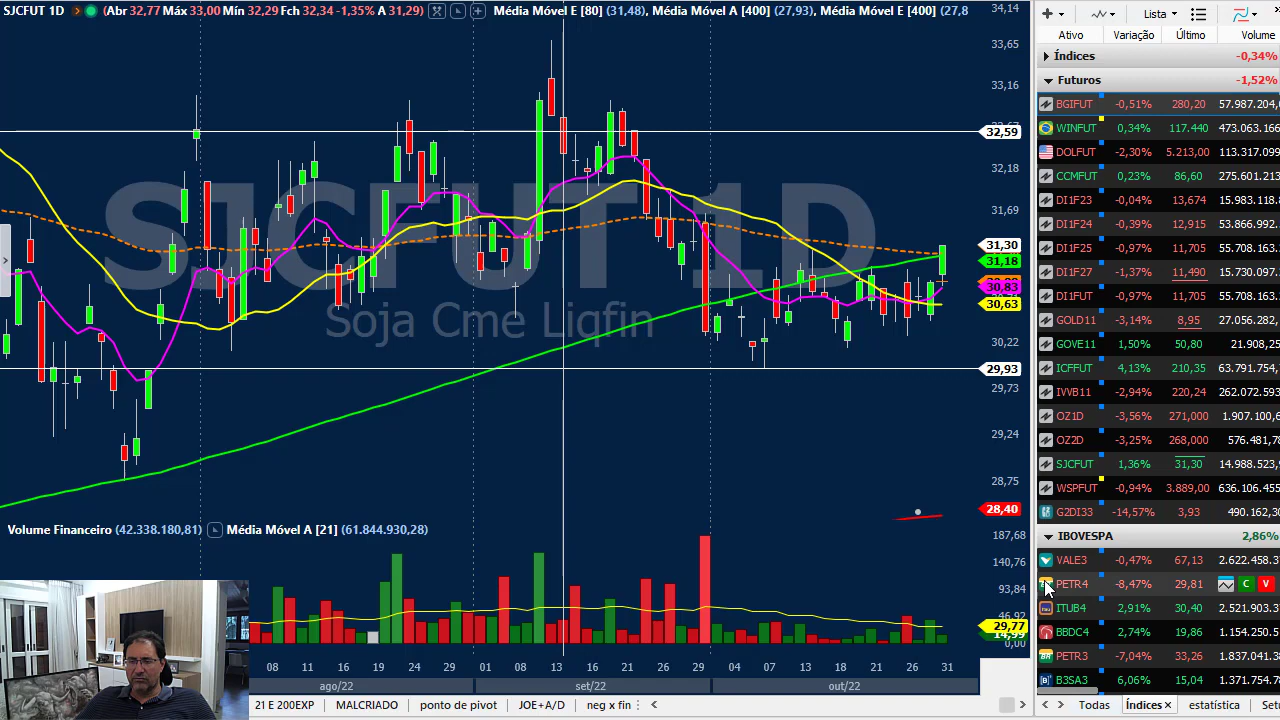 SJCFUT 1D (Abr 32,77 Máx 33,00 Mín 32,29 Fch 32,34 -1,35% A 31,29) Média Móvel E [80] (31,48), Média Móvel A [400] (27,93), Média Móvel E [400] (27,8
34,14
33,65
33,16
32,59
32,18
31,69
31,30
31,18
30,83
30,63
30,22
29,93
29,73
29,24
28,75
28,40
SJCFUT 1D
Soja Cme Liqfin
Volume Financeiro (42.338.180,81) Média Móvel A [21] (61.844.930,28)
187,68
140,76
93,84
46,92
29,77
14,99
0,00
08 11 16 19 24 29 01 06 08 13 16 21 26 29 04 07 13 18 21 26 31
ago/22 set/22 out/22
21 E 200EXP MALCRIADO ponto de pivot JOE+A/D neg x fin
Lista
Ativo Variação Último Volume
Índices -0,34%
Futuros -1,52%
BGIFUT -0,51% 280,20 57.987.204,
WINFUT 0,34% 117.440 473.063.166
DOLFUT -2,30% 5.213,00 113.317.099
CCMFUT 0,23% 86,60 275.601.213
DI1F23 -0,04% 13,674 15.983.118.8
DI1F24 -0,39% 12,915 53.866.992.
DI1F25 -0,97% 11,705 55.708.163.
DI1F27 -1,37% 11,490 15.730.097.
DI1FUT -0,97% 11,705 55.708.1
GOLD11 -3,14% 8,95 27.056.282,
GOVE11 1,50% 50,80 21.908,25
ICFFUT 4,13% 210,35 63.791.754,
IVVB11 -2,94% 220,24 262.072.593
OZ1D -3,56% 271,000 1.907.100,6
OZ2D -3,25% 268,000 576.481,78
SJCFUT 1,36% 31,30 14.988.523,9
WSPFUT -0,94% 3.889,00 636.106.455
G2DI33 -14,57% 3,93 490.162,30
IBOVESPA 2,86%
VALE3 -0,47% 67,13 2.622.458.3
PETR4 -8,47% 29,81 C V
ITUB4 2,91% 30,40 2.521.903.3
BBDC4 2,74% 19,86 1.154.250.5
PETR3 -7,04% 33,26 1.837.041.38
B3SA3 6,06% 15,04 1.371.754.78
Todas Índices × estatística Set